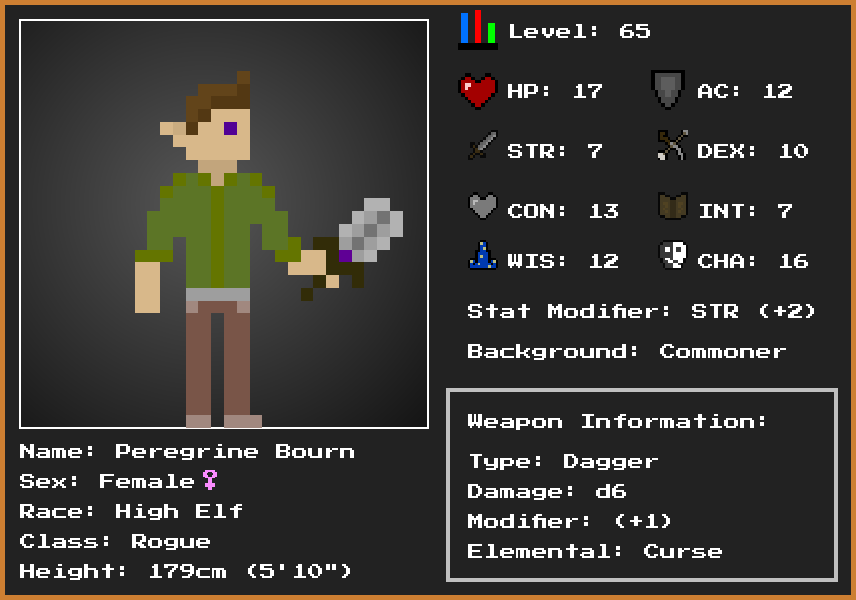 Level: 65
HP: 17
AC: 12
STR: 7
DEX: 10
CON: 13
INT: 7
WIS: 12
CHA: 16
Stat Modifier: STR (+2)
Background: Commoner
Weapon Information:
Type: Dagger
Damage: d6
Modifier: (+1)
Elemental: Curse
Name: Peregrine Bourn
Sex: Female♀
Race: High Elf
Class: Rogue
Height: 179cm (5'10")